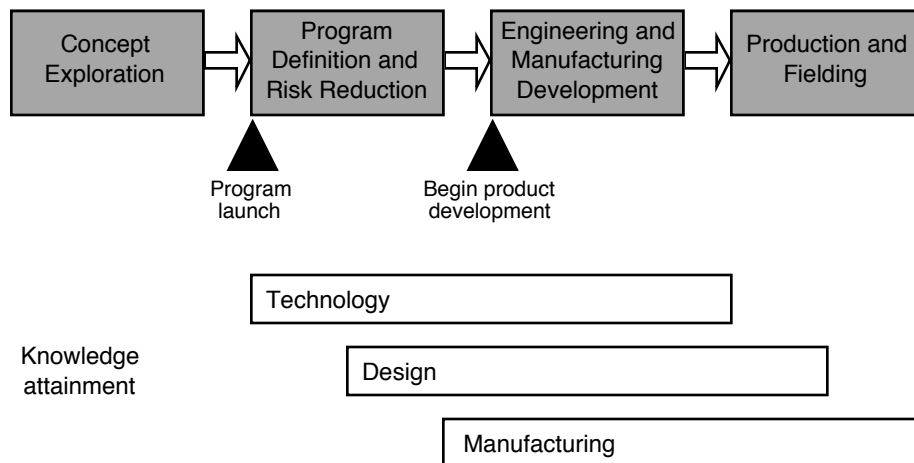 Concept
Exploration
Program
Definition and
Risk Reduction
Engineering and
Manufacturing
Development
Production and
Fielding
Program
launch
Begin product
development
Technology
Knowledge
attainment
Design
Manufacturing